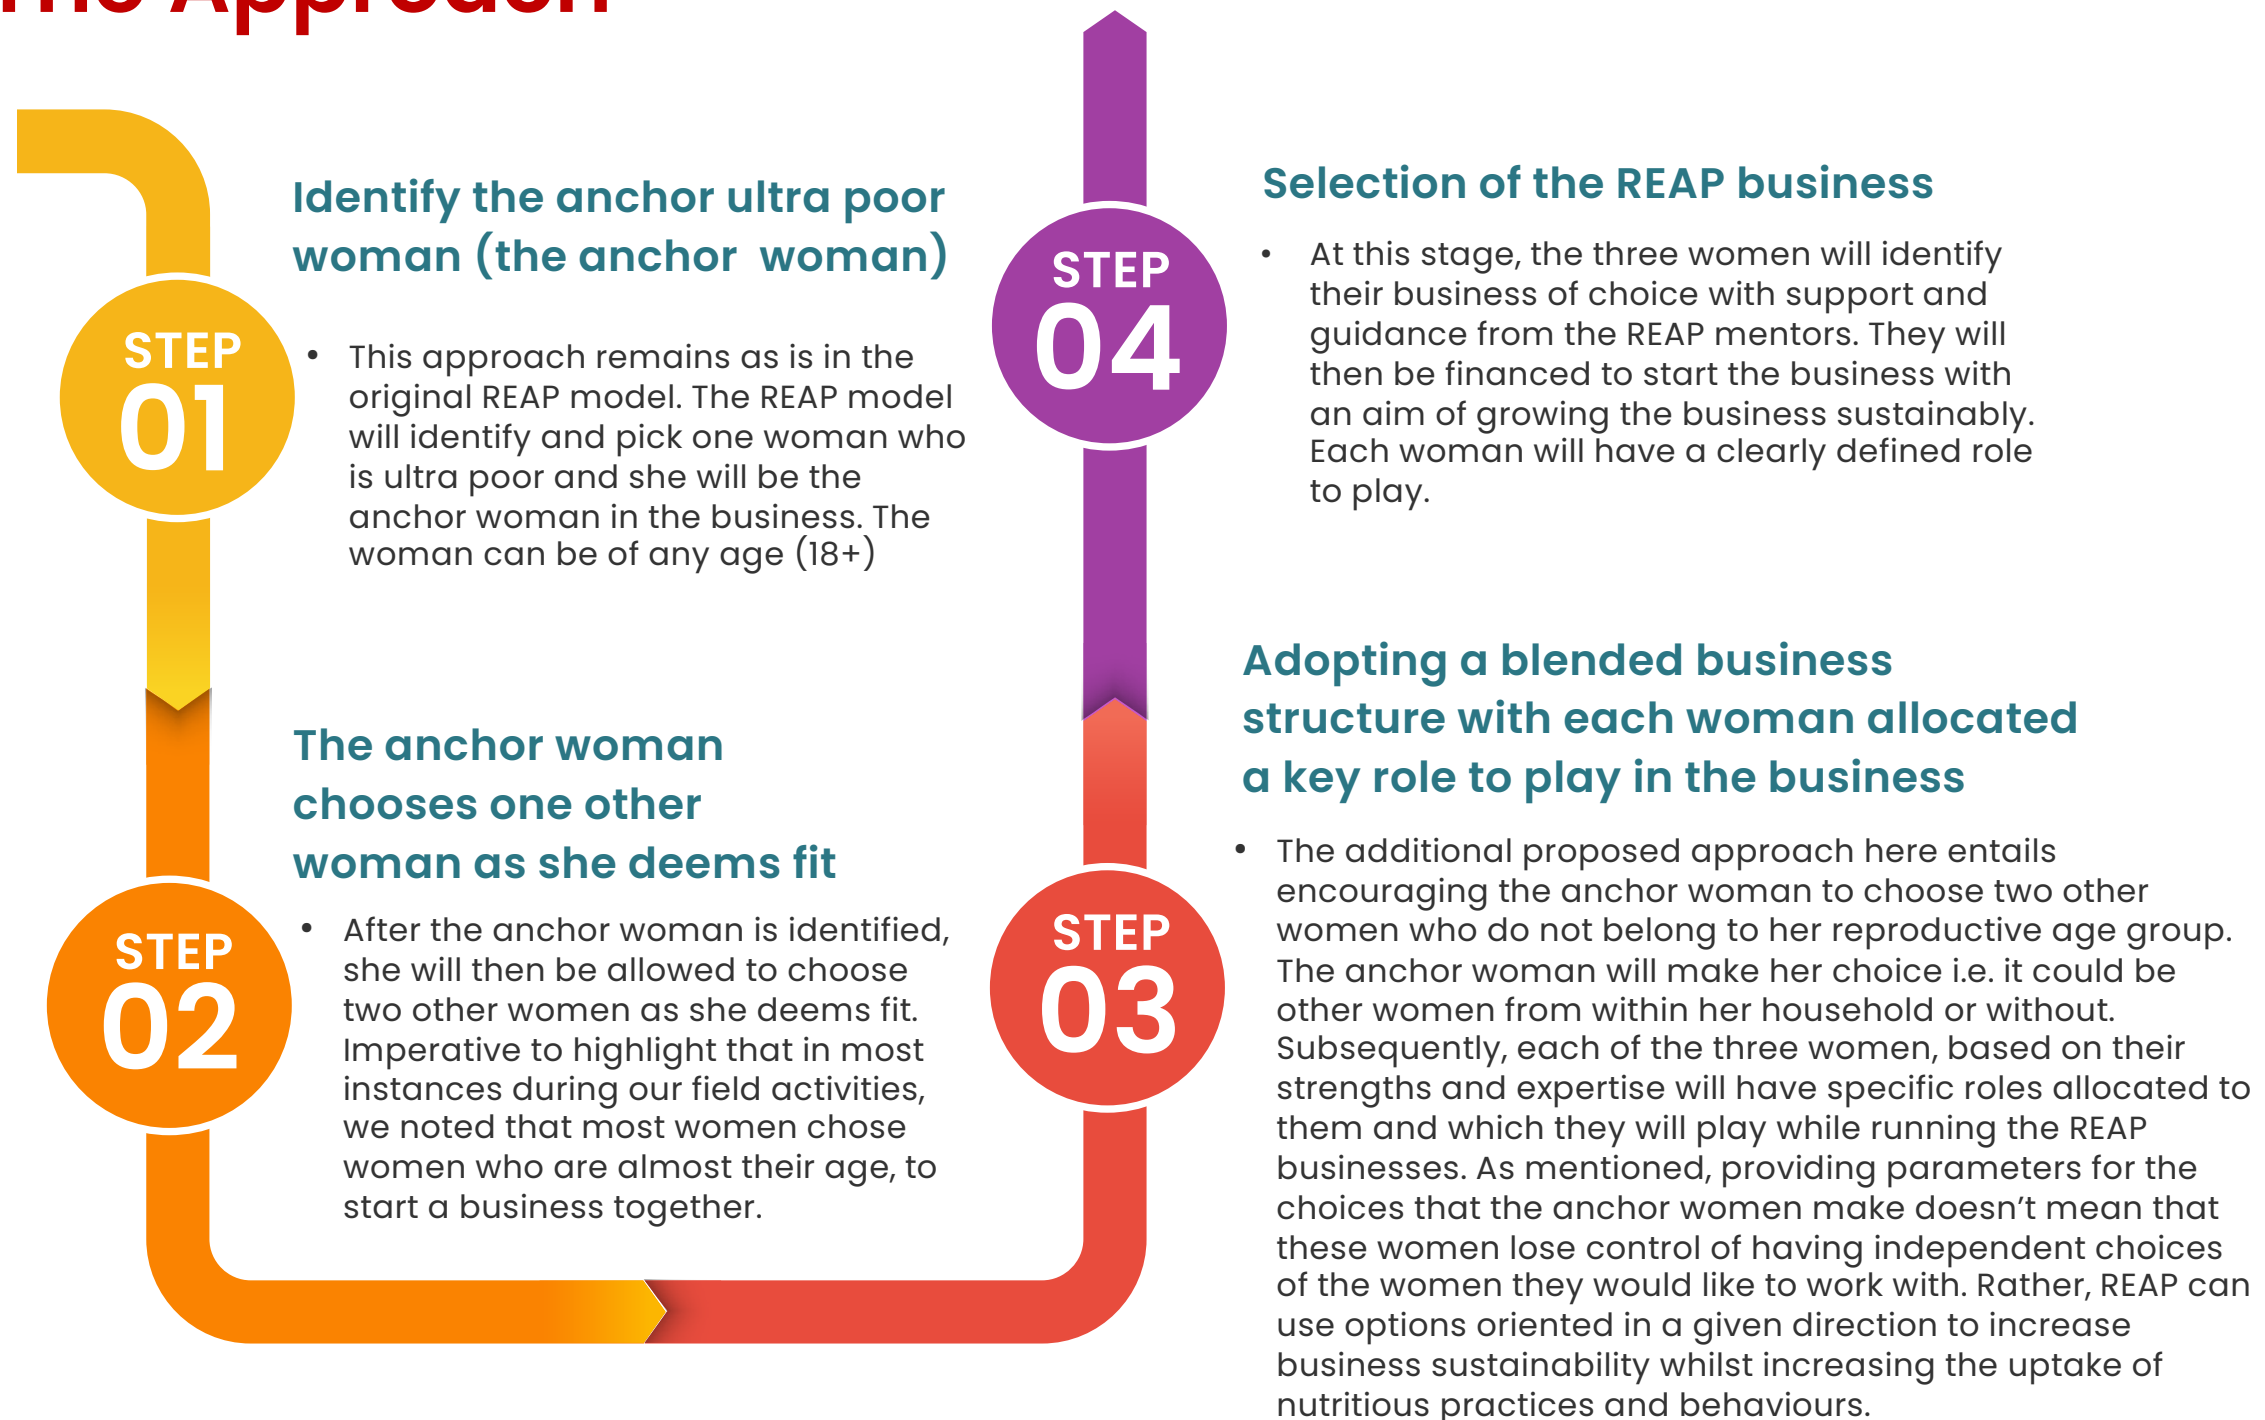 The Approach
STEP
01
Identify the anchor ultra poor
woman (the anchor woman)
• This approach remains as is in the
original REAP model. The REAP model
will identify and pick one woman who
is ultra poor and she will be the
anchor woman in the business. The
woman can be of any age (18+)
STEP
02
The anchor woman
chooses one other
woman as she deems fit
• After the anchor woman is identified,
she will then be allowed to choose
two other women as she deems fit.
Imperative to highlight that in most
instances during our field activities,
we noted that most women chose
women who are almost their age, to
start a business together.
STEP
03
Adopting a blended business
structure with each woman allocated
a key role to play in the business
• The additional proposed approach here entails
encouraging the anchor woman to choose two other
women who do not belong to her reproductive age group.
The anchor woman will make her choice i.e. it could be
other women from within her household or without.
Subsequently, each of the three women, based on their
strengths and expertise will have specific roles allocated to
them and which they will play while running the REAP
businesses. As mentioned, providing parameters for the
choices that the anchor women make doesn’t mean that
these women lose control of having independent choices
of the women they would like to work with. Rather, REAP can
use options oriented in a given direction to increase
business sustainability whilst increasing the uptake of
nutritious practices and behaviours.
STEP
04
Selection of the REAP business
• At this stage, the three women will identify
their business of choice with support and
guidance from the REAP mentors. They will
then be financed to start the business with
an aim of growing the business sustainably.
Each woman will have a clearly defined role
to play.